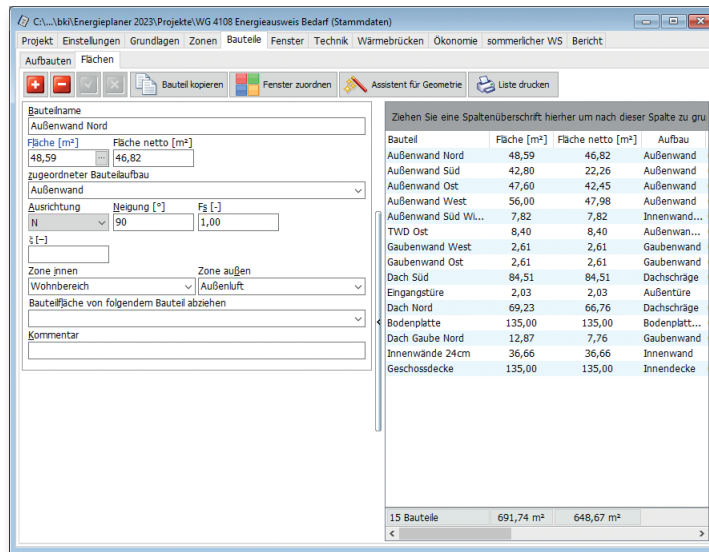 C:\...\bki\Energieplaner 2023\Projekte\WG 4108 Energieausweis Bedarf (Stammdaten)
Projekt Einstellungen Grundlagen Zonen Bauteile Fenster Technik Wärmebrücken Ökonomie sommerlicher WS Bericht
Aufbauten Flächen
Bauteil kopieren Fenster zuordnen Assistent für Geometrie Liste drucken
Bauteilname
Außenwand Nord
Fläche [m²] Fläche netto [m²]
48,59 ... 46,82
zugeordneter Bauteilaufbau
Außenwand
Ausrichtung Neigung [°] Fs [-]
N 90 1,00
ξ [-]
Zone innen Zone außen
Wohnbereich Außenluft
Bauteilfläche von folgendem Bauteil abziehen
Kommentar
Ziehen Sie eine Spaltenüberschrift hierher um nach dieser Spalte zu gru
Bauteil Fläche [m²] Fläche netto [m²] Aufbau
Außenwand Nord 48,59 46,82 Außenwand
Außenwand Süd 42,80 22,26 Außenwand
Außenwand Ost 47,60 42,45 Außenwand
Außenwand West 56,00 47,98 Außenwand
Außenwand Süd Wi... 7,82 7,82 Innenwand...
TWD Ost 8,40 8,40 Außenwan...
Gaubenwand West 2,61 2,61 Gaubenwand
Gaubenwand Ost 2,61 2,61 Gaubenwand
Dach Süd 84,51 84,51 Dachschräge
Eingangstüre 2,03 2,03 Außentüre
Dach Nord 69,23 66,76 Dachschräge
Bodenplatte 135,00 135,00 Bodenplatt...
Dach Gaube Nord 12,87 7,76 Gaubenwand
Innenwände 24cm 36,66 36,66 Innenwand
Geschossdecke 135,00 135,00 Innendecke
15 Bauteile 691,74 m² 648,67 m²